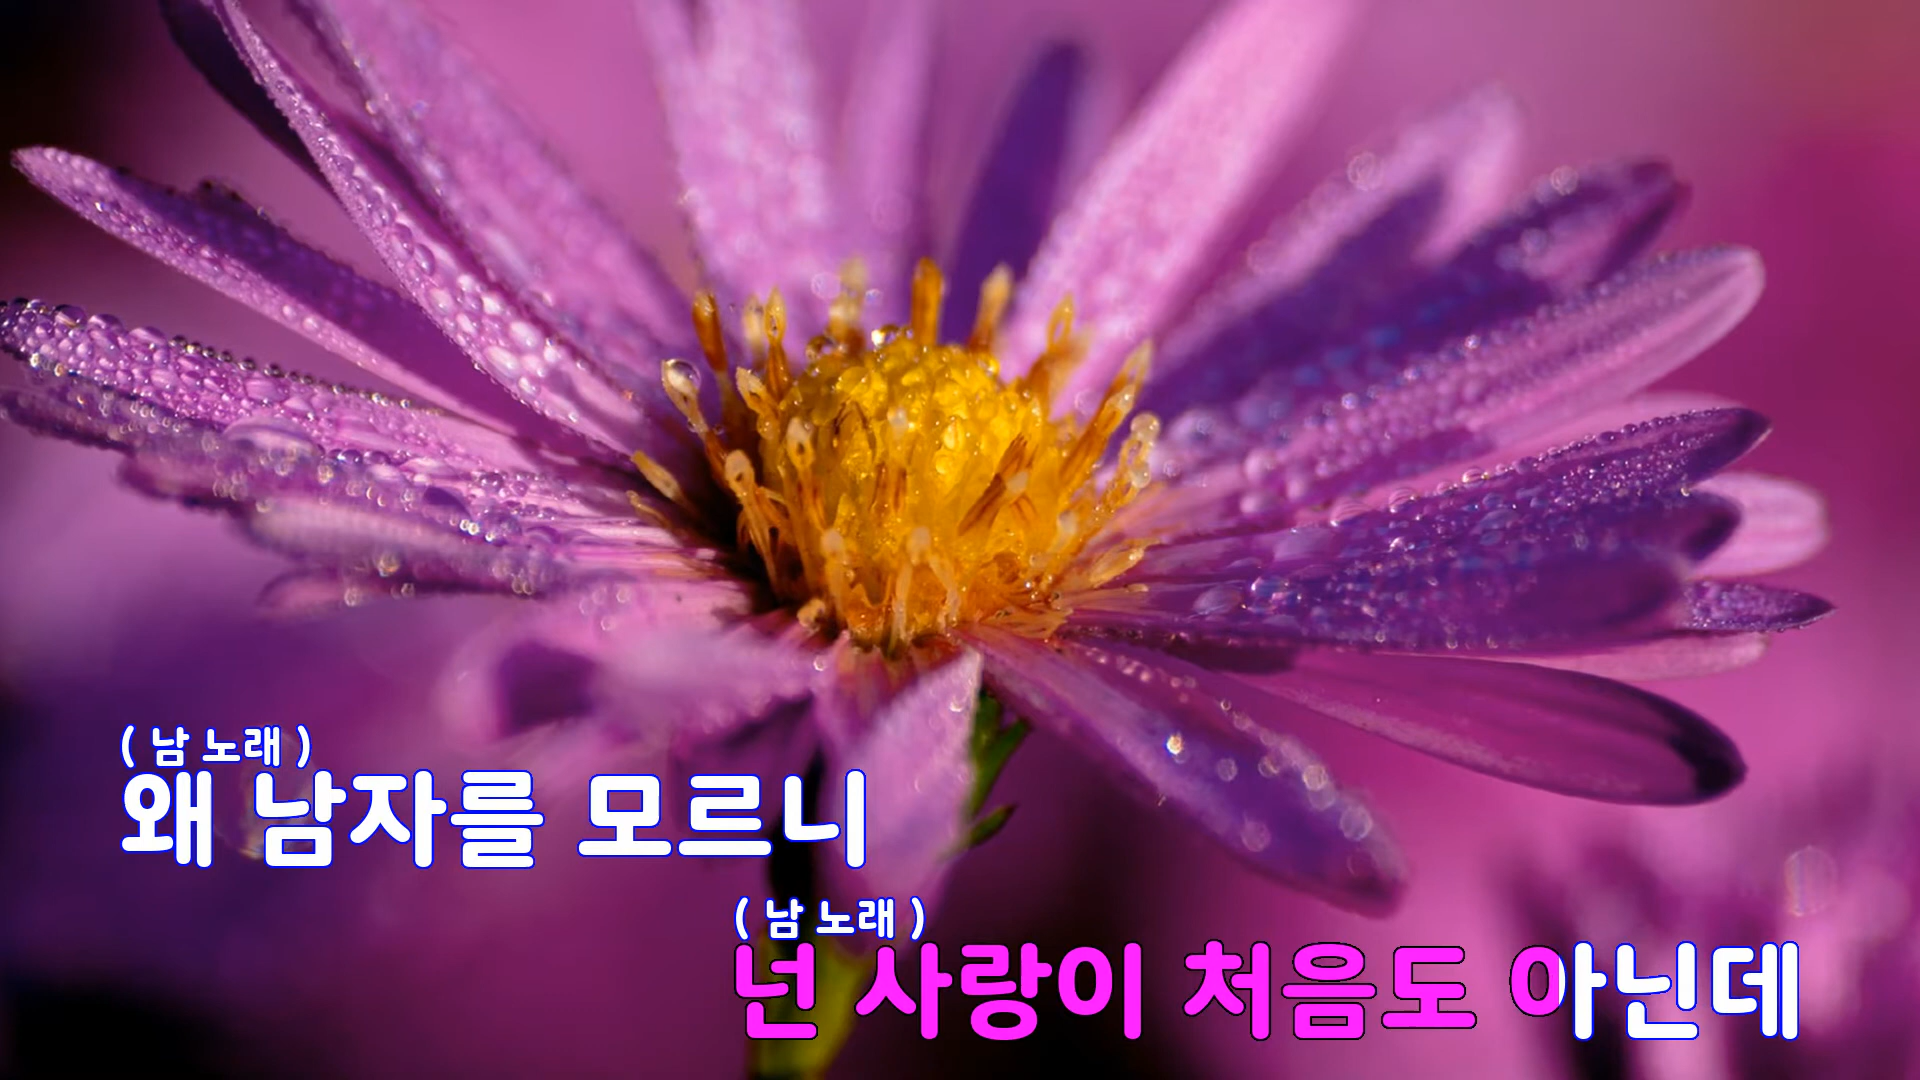 ( 남 노래 )
왜 남자를 모르니
( 남 노래 )
넌 사랑이 처음도 아닌데